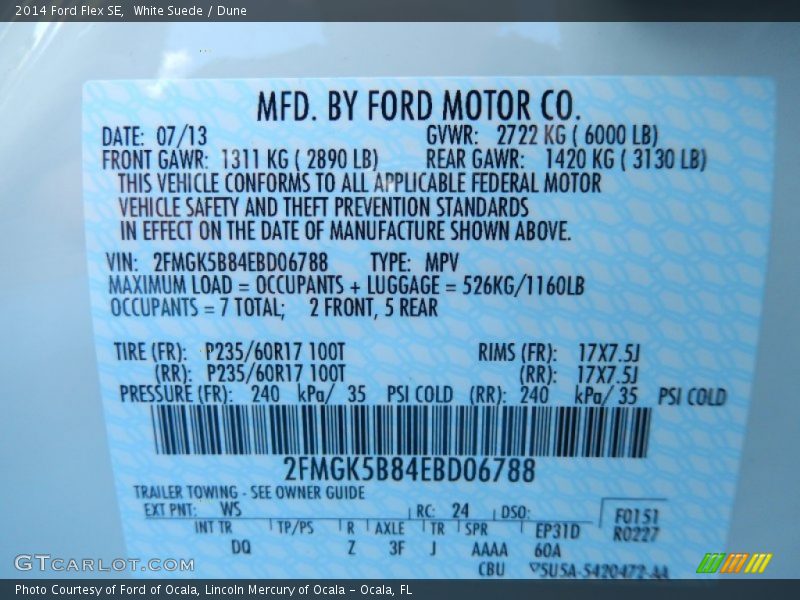 2014 Ford Flex SE,  White Suede / Dune
MFD. BY FORD MOTOR CO.
DATE: 07/13 GVWR: 2722 KG ( 6000 LB)
FRONT GAWR: 1311 KG ( 2890 LB) REAR GAWR: 1420 KG ( 3130 LB)
THIS VEHICLE CONFORMS TO ALL APPLICABLE FEDERAL MOTOR
VEHICLE SAFETY AND THEFT PREVENTION STANDARDS
IN EFFECT ON THE DATE OF MANUFACTURE SHOWN ABOVE.
VIN: 2FMGK5B84EBD06788 TYPE: MPV
MAXIMUM LOAD = OCCUPANTS + LUGGAGE = 526KG/1160LB
OCCUPANTS = 7 TOTAL; 2 FRONT, 5 REAR
TIRE (FR): P235/60R17 100T RIMS (FR): 17X7.5J
(RR): P235/60R17 100T (RR): 17X7.5J
PRESSURE (FR): 240 kPa/ 35 PSI COLD (RR): 240 kPa/ 35 PSI COLD
2FMGK5B84EBD06788
TRAILER TOWING - SEE OWNER GUIDE
EXT PNT: WS RC: 24 DSO: F0151
INT TR TP/PS R AXLE TR SPR EP31D R0227
DQ Z 3F J AAAA 60A
CBU 5U5A-5420472-AA
GTCARLOT.COM
Photo Courtesy of Ford of Ocala, Lincoln Mercury of Ocala – Ocala, FL